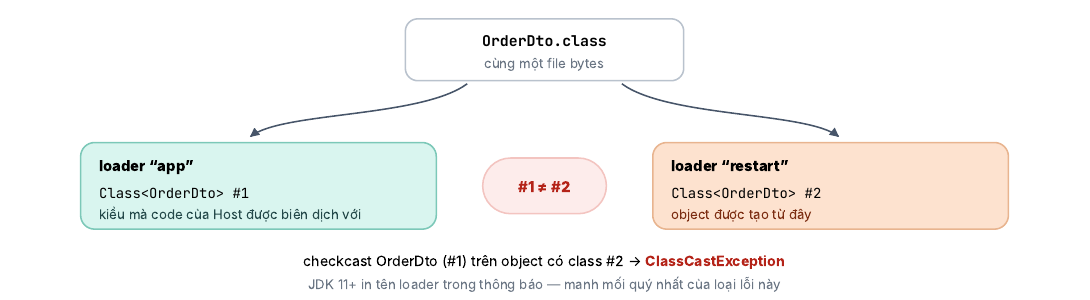 OrderDto.class
cùng một file bytes
loader “app”
Class<OrderDto> #1
kiểu mà code của Host được biên dịch với
#1 ≠ #2
loader “restart”
Class<OrderDto> #2
object được tạo từ đây
checkcast OrderDto (#1) trên object có class #2 → ClassCastException
JDK 11+ in tên loader trong thông báo — manh mối quý nhất của loại lỗi này